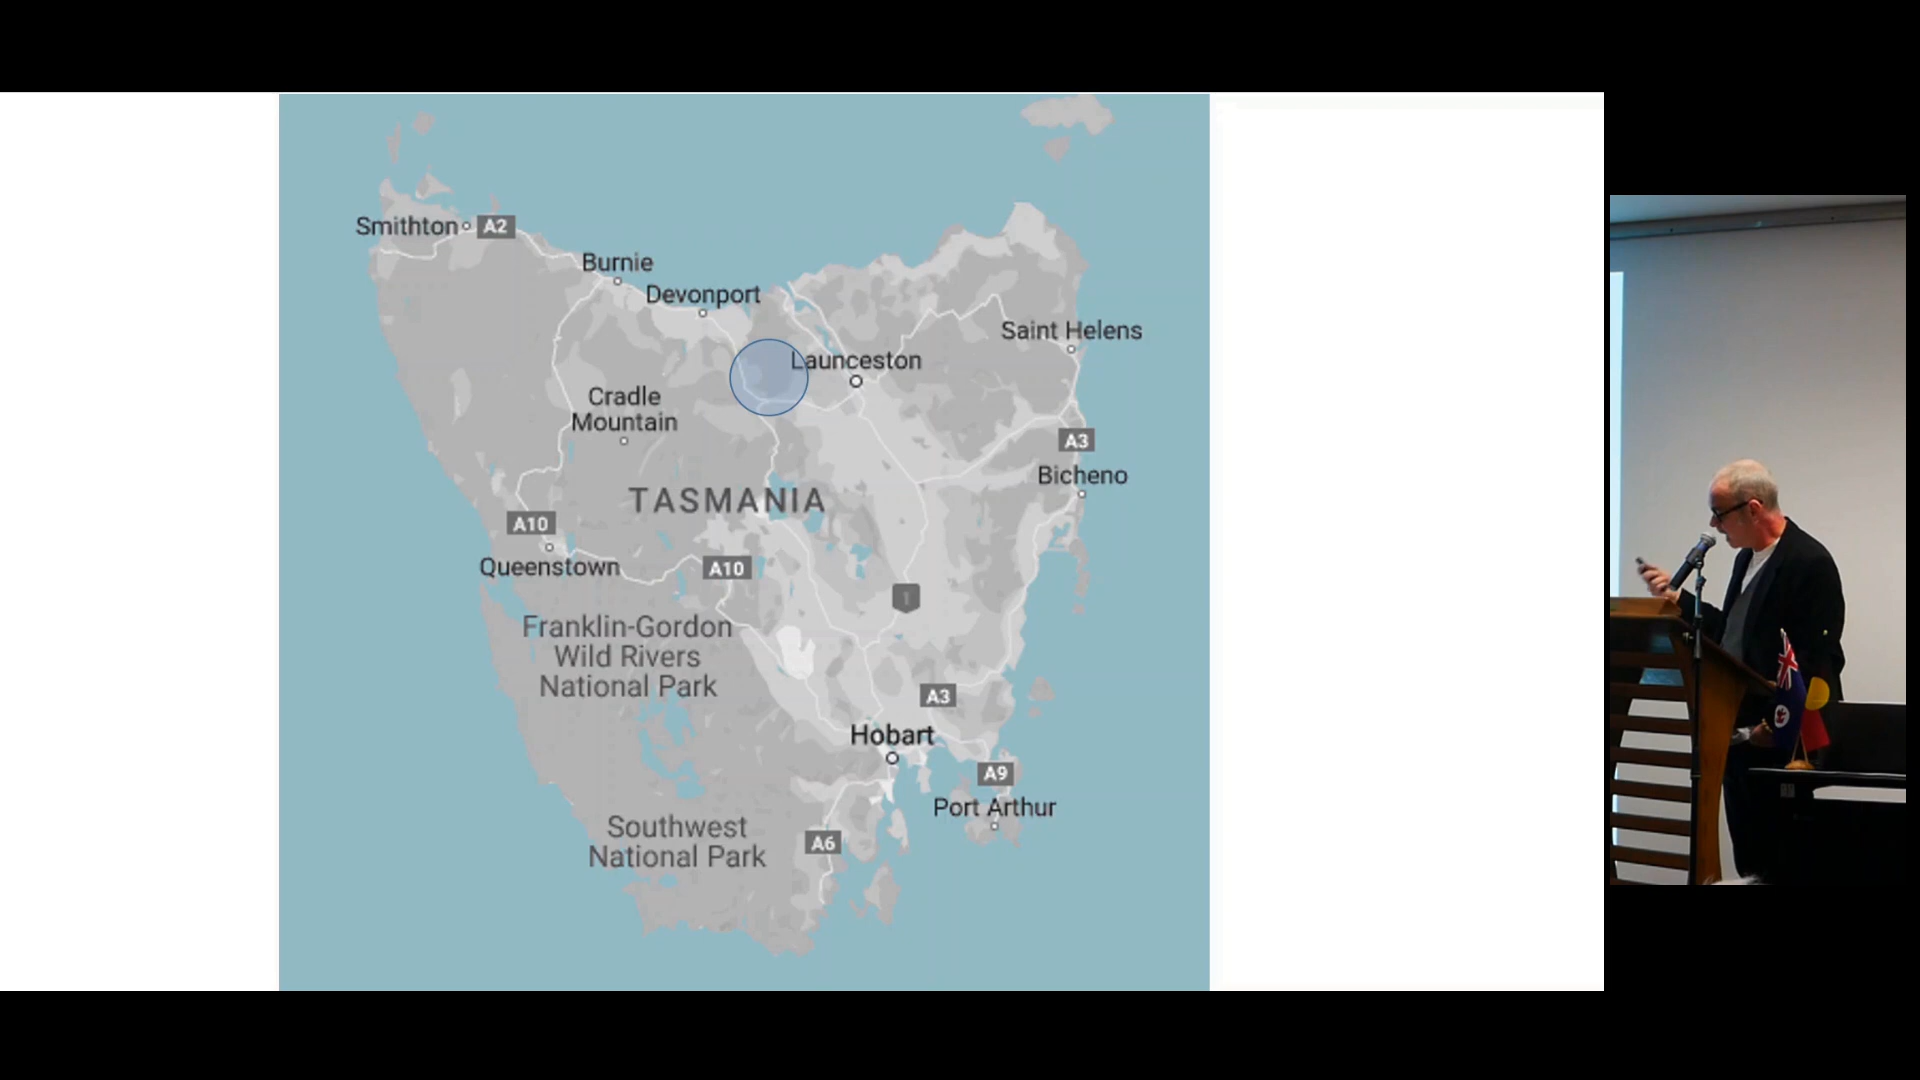 Smithton
A2
Burnie
Devonport
Saint Helens
Launceston
Cradle
Mountain
A3
Bicheno
TASMANIA
A10
Queenstown
A10
1
Franklin-Gordon
Wild Rivers
National Park
A3
Hobart
A9
Port Arthur
Southwest
National Park
A6